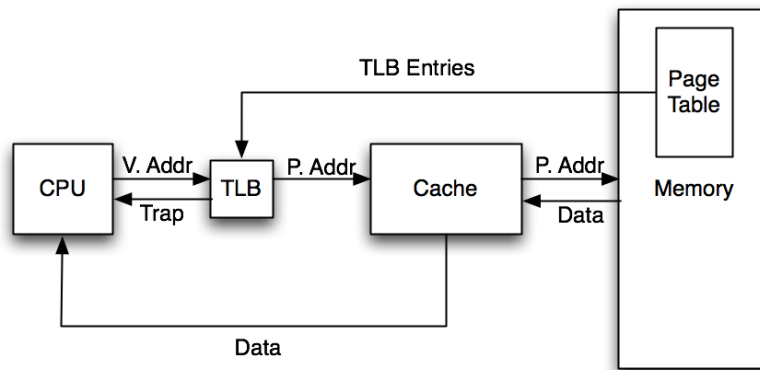 TLB Entries
Page
Table
V. Addr
P. Addr
P. Addr
CPU
TLB
Cache
Memory
Trap
Data
Data